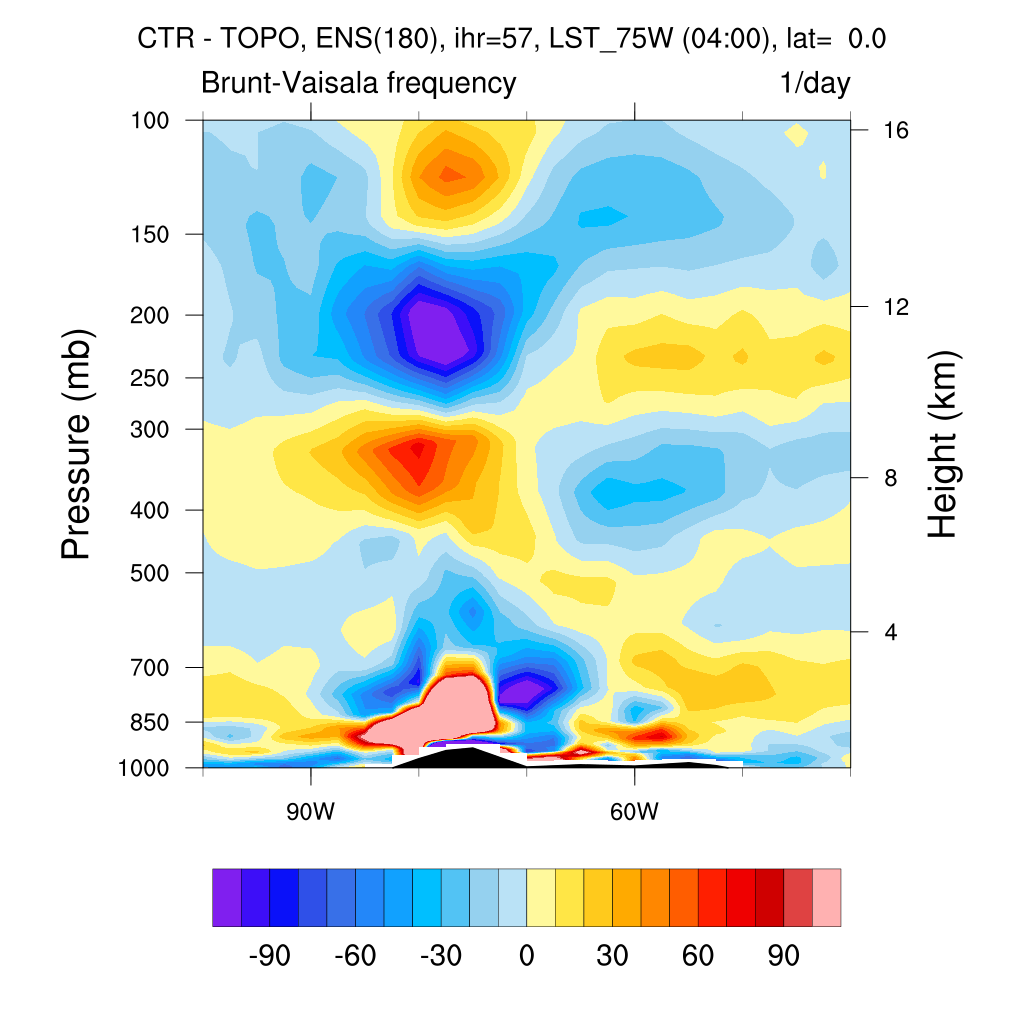 CTR - TOPO, ENS(180), ihr=57, LST_75W (04:00), lat=  0.0
Brunt-Vaisala frequency 1/day
100
150
200
250
300
400
500
700
850
1000
Pressure (mb)
16
12
8
4
Height (km)
90W 60W
-90 -60 -30 0 30 60 90